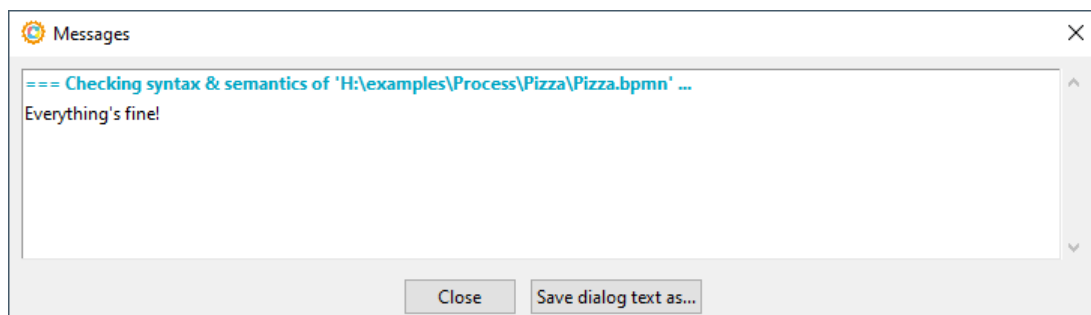 Messages
=== Checking syntax & semantics of 'H:\examples\Process\Pizza\Pizza.bpmn' ...
Everything's fine!
Close Save dialog text as...